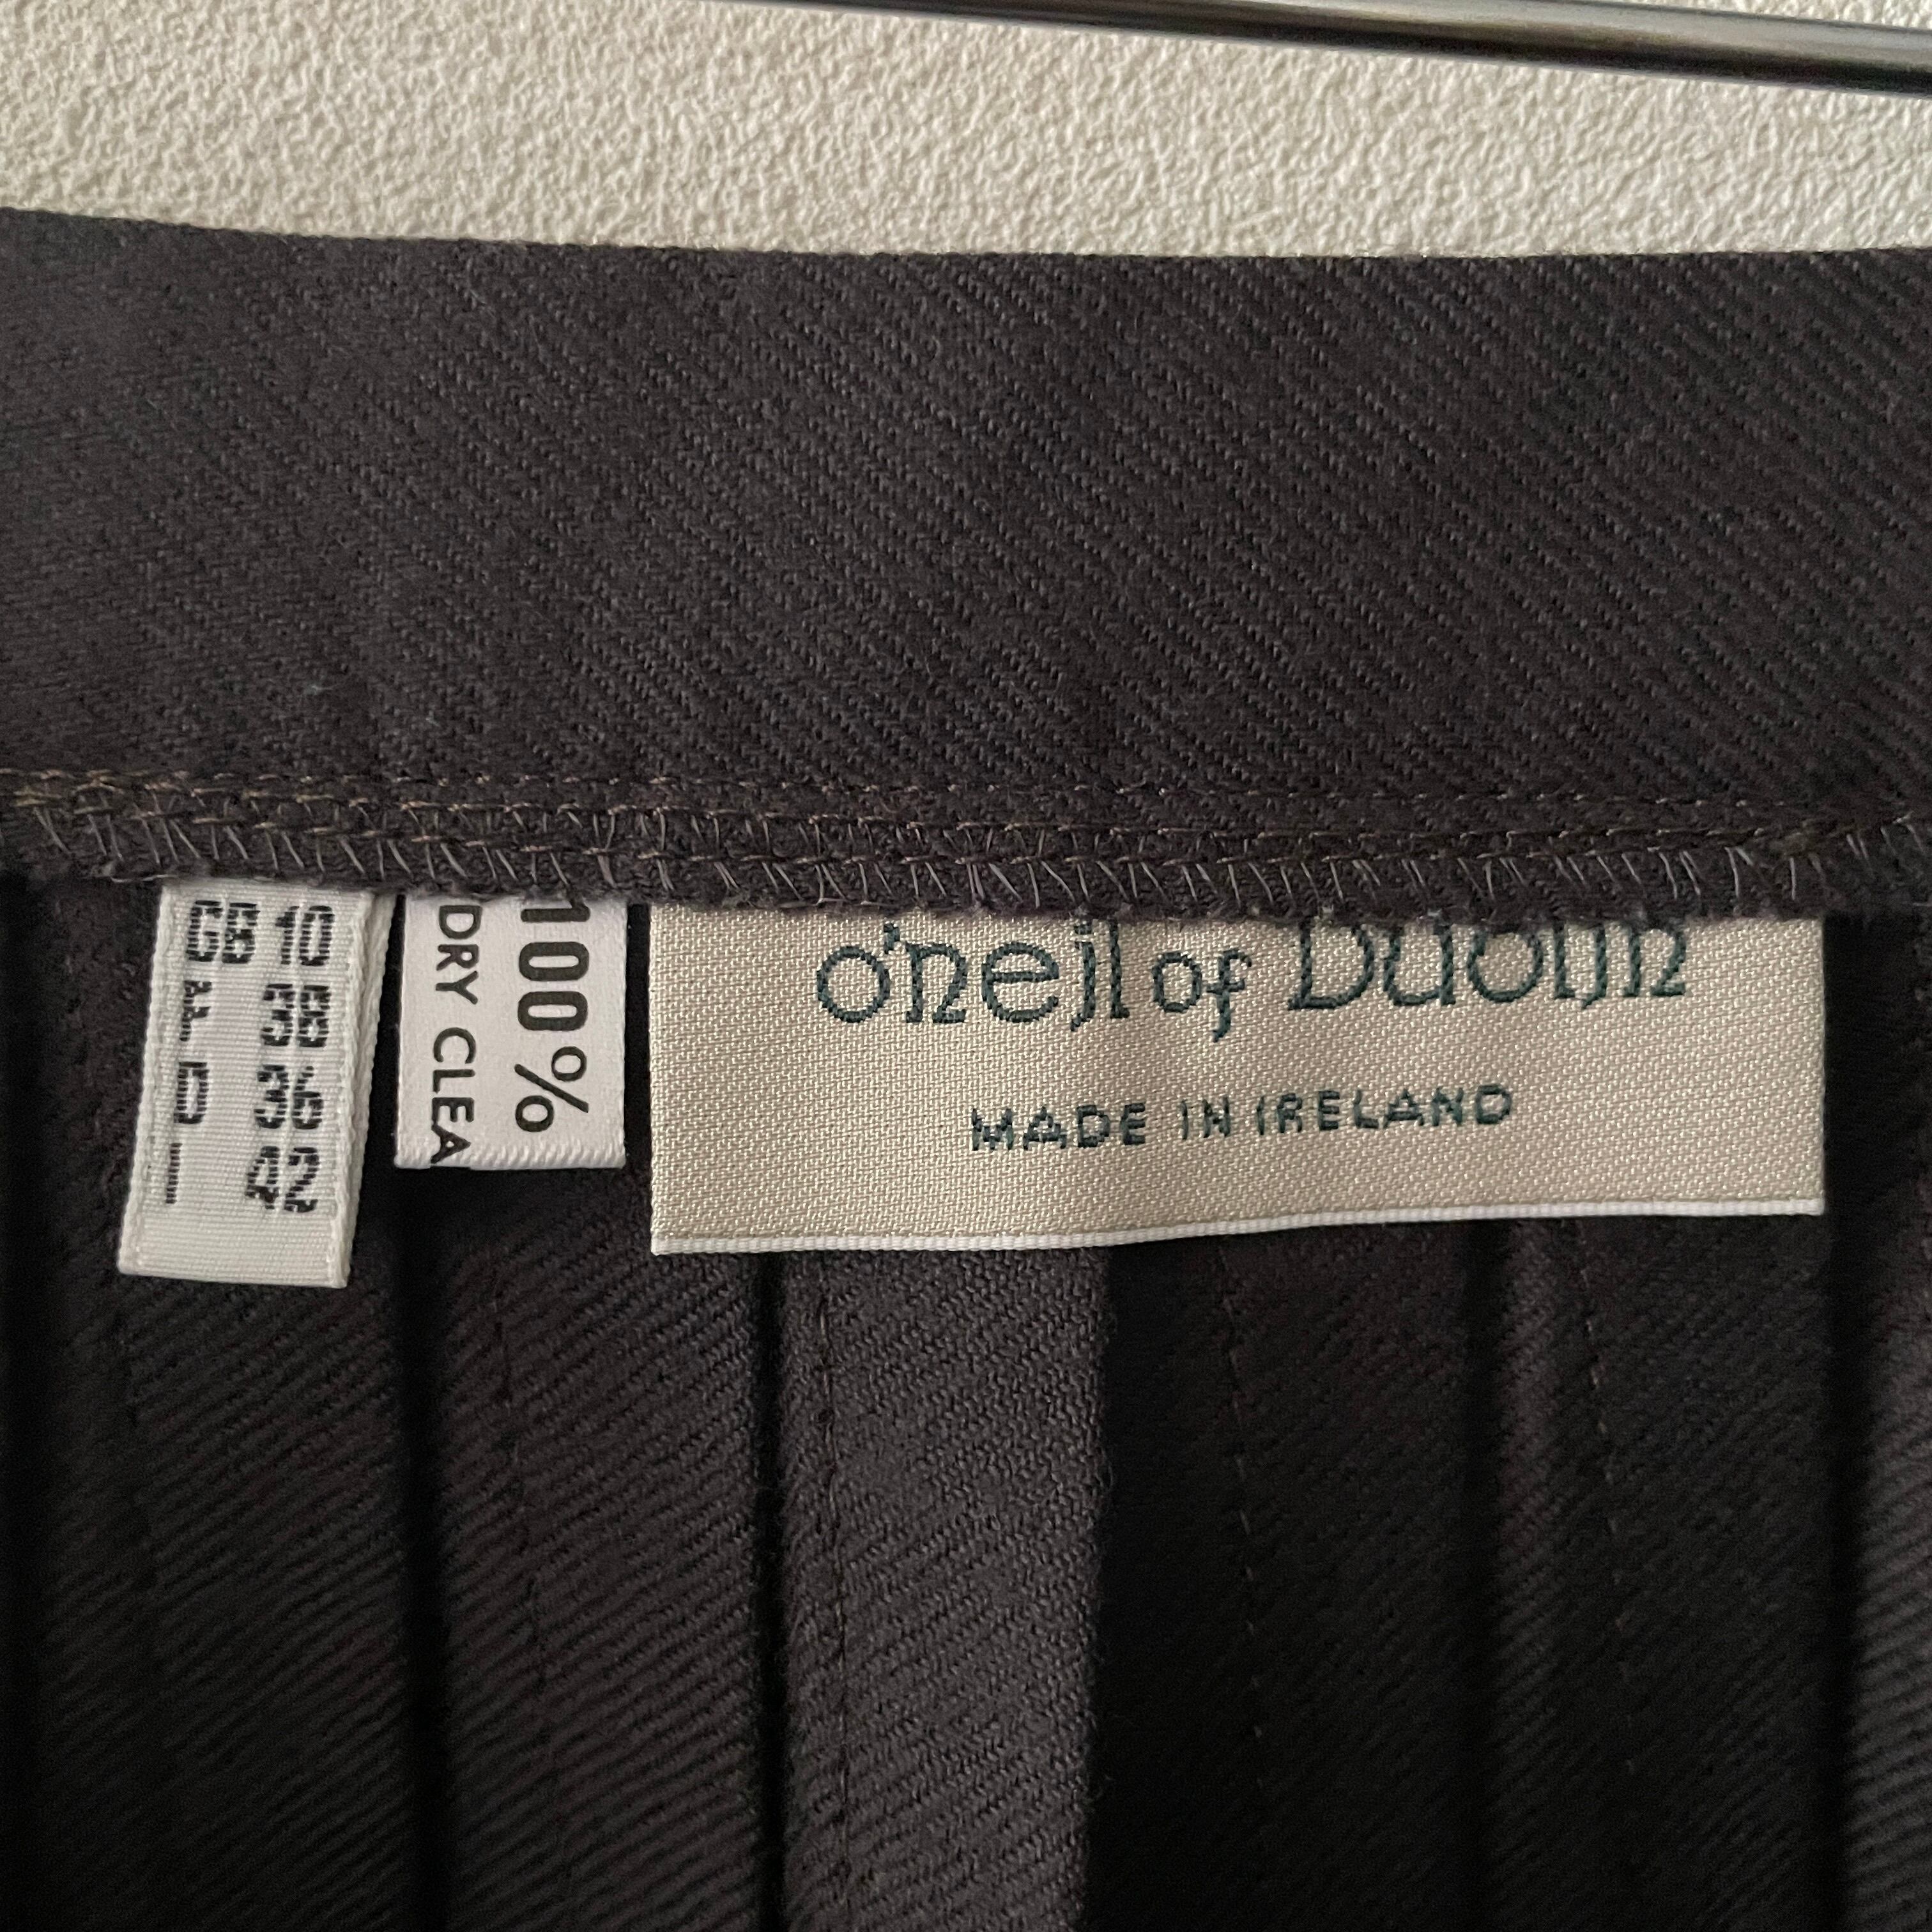 GB 10
F 38
D 36
I 42
100%
DRY CLEA
o'neil of Dublin
MADE IN IRELAND